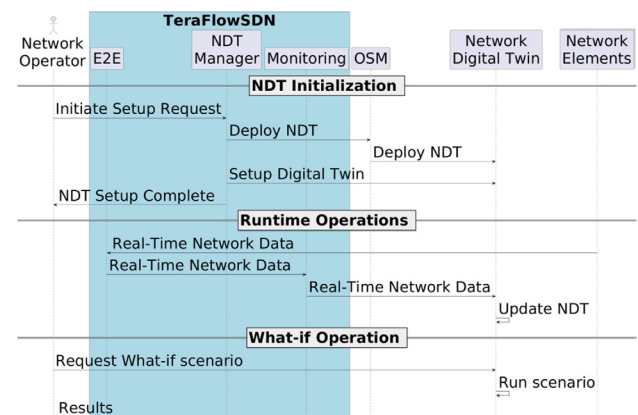 TeraFlowSDN
Network
Operator
E2E
NDT
Manager
Monitoring
OSM
Network
Digital Twin
Network
Elements
NDT Initialization
Initiate Setup Request
Deploy NDT
Deploy NDT
Setup Digital Twin
NDT Setup Complete
Runtime Operations
Real-Time Network Data
Real-Time Network Data
Real-Time Network Data
Update NDT
What-if Operation
Request What-if scenario
Run scenario
Results